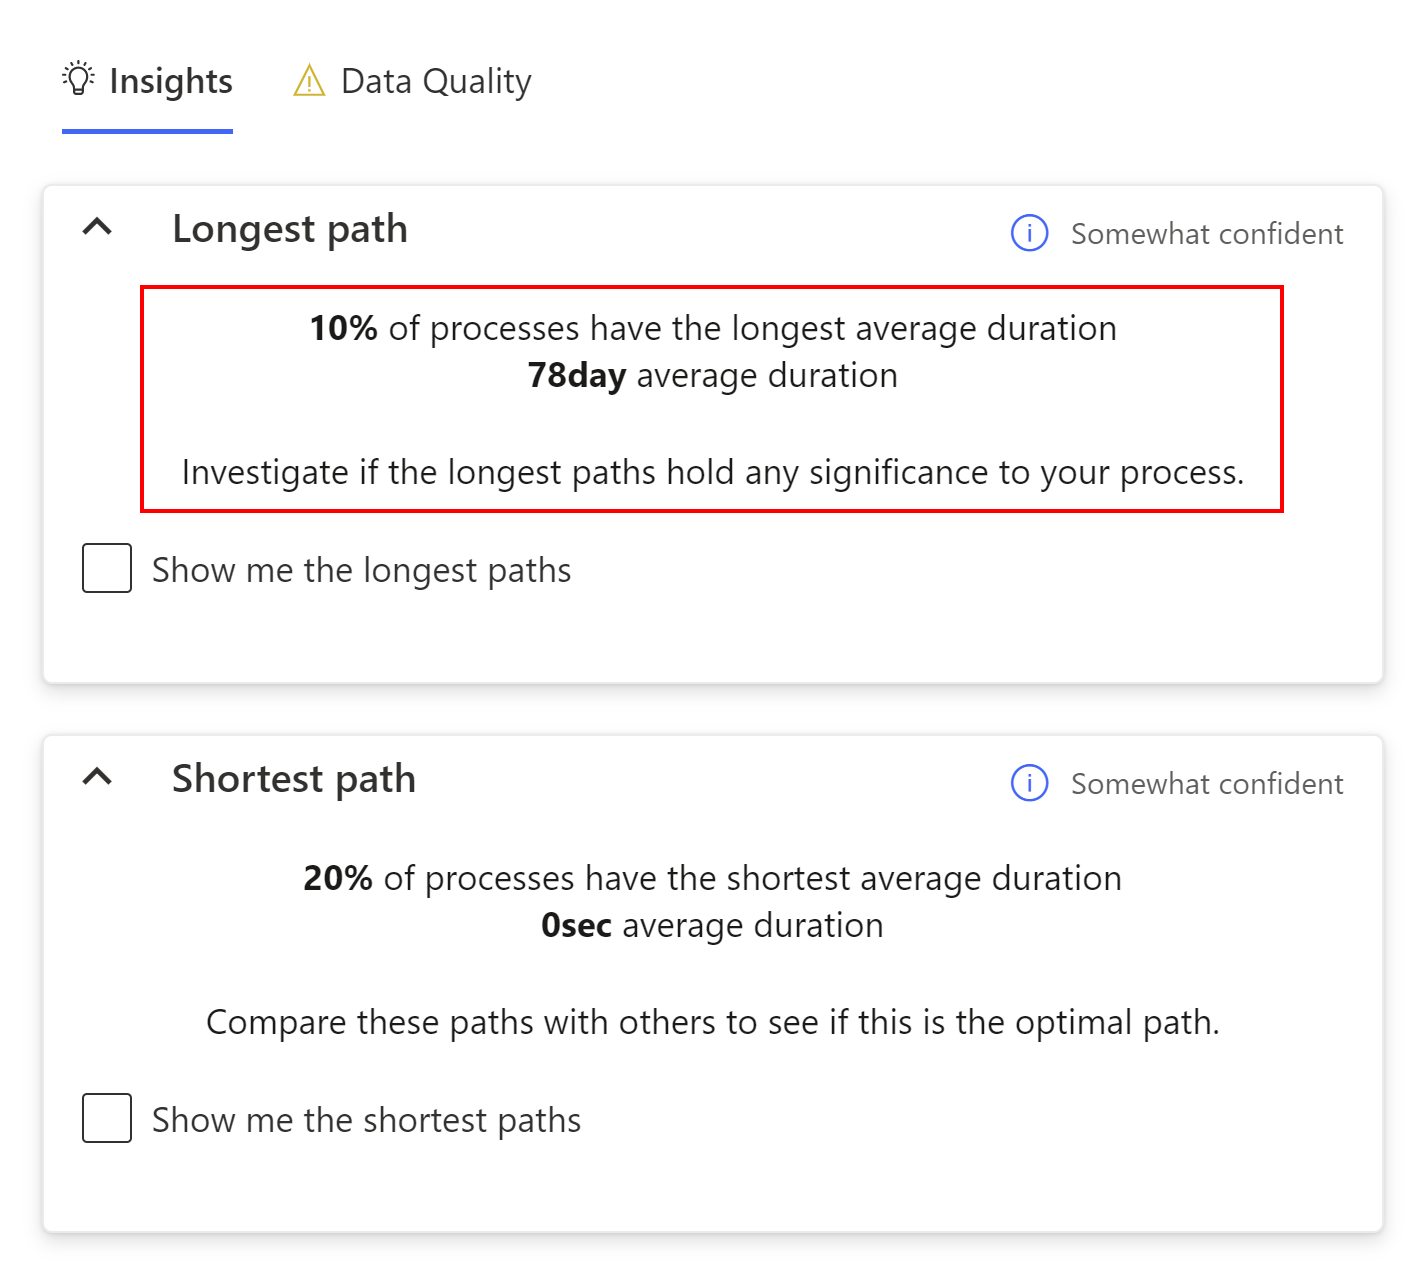 Insights
Data Quality
Longest path
Somewhat confident
10% of processes have the longest average duration
78day average duration
Investigate if the longest paths hold any significance to your process.
Show me the longest paths
Shortest path
Somewhat confident
20% of processes have the shortest average duration
0sec average duration
Compare these paths with others to see if this is the optimal path.
Show me the shortest paths